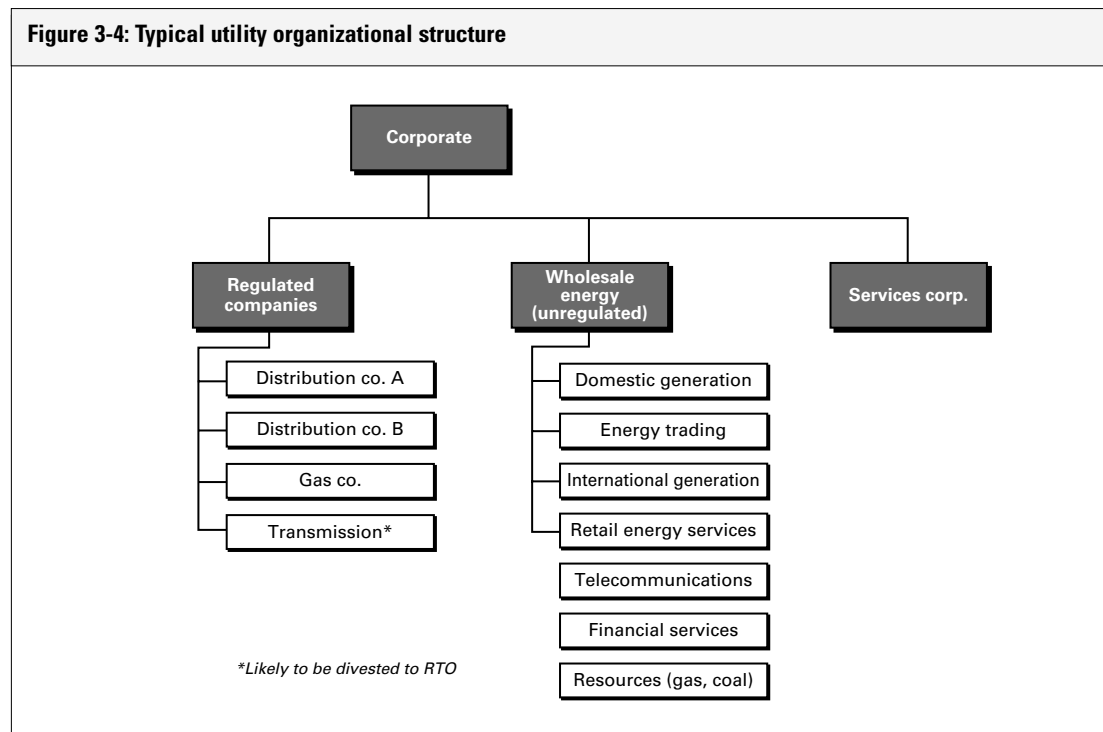 Figure 3-4: Typical utility organizational structure
Corporate
Regulated
companies
Wholesale
energy
(unregulated)
Services corp.
Distribution co. A
Distribution co. B
Gas co.
Transmission*
Domestic generation
Energy trading
International generation
Retail energy services
Telecommunications
Financial services
Resources (gas, coal)
*Likely to be divested to RTO